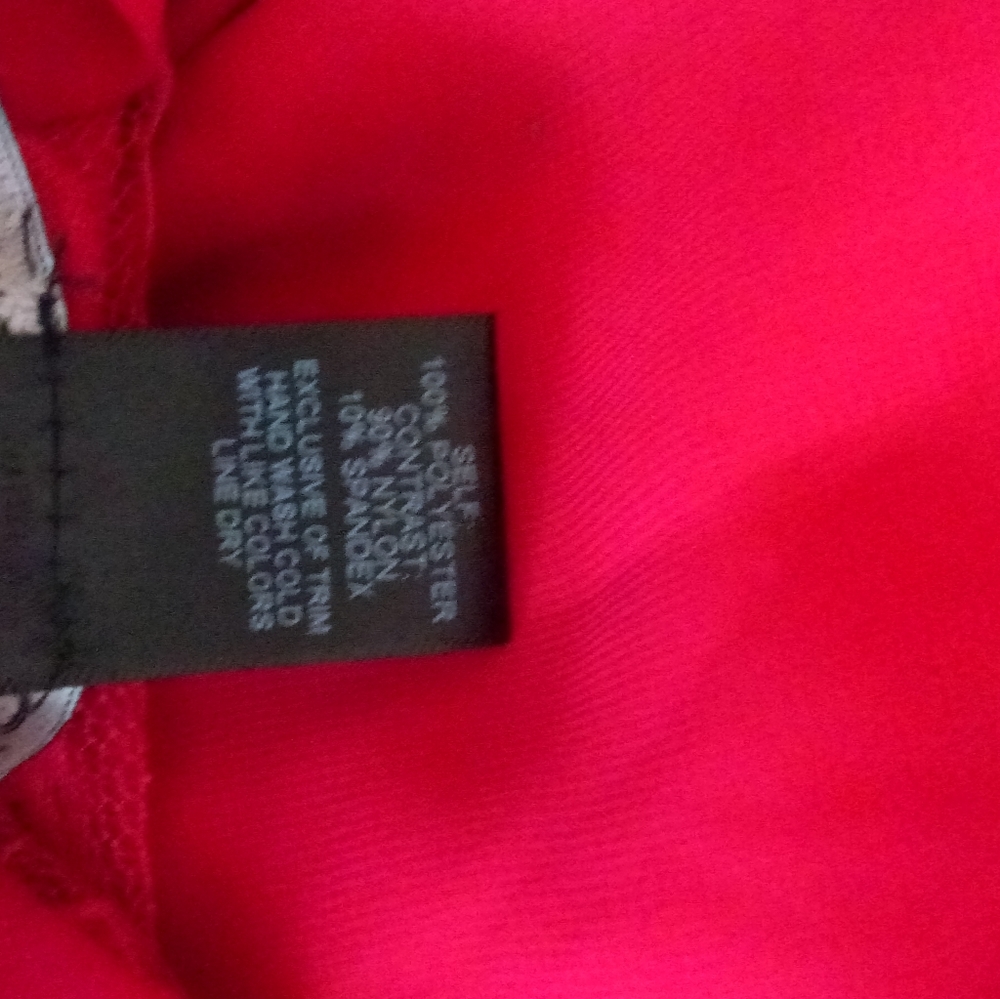 SELF
100% POLYESTER
CONTRAST
90% NYLON
10% SPANDEX
EXCLUSIVE OF TRIM
HAND WASH COLD
WITH LIKE COLORS
LINE DRY